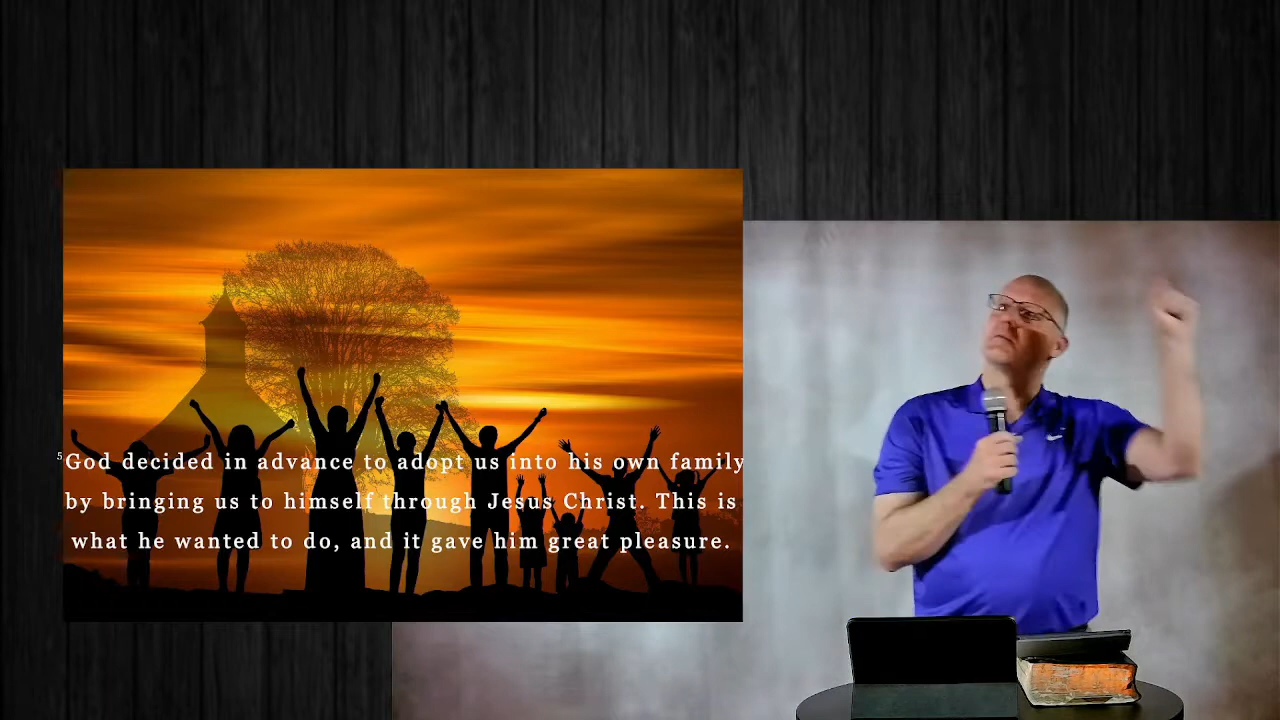 ⁵God decided in advance to adopt us into his own family
by bringing us to himself through Jesus Christ. This is
what he wanted to do, and it gave him great pleasure.